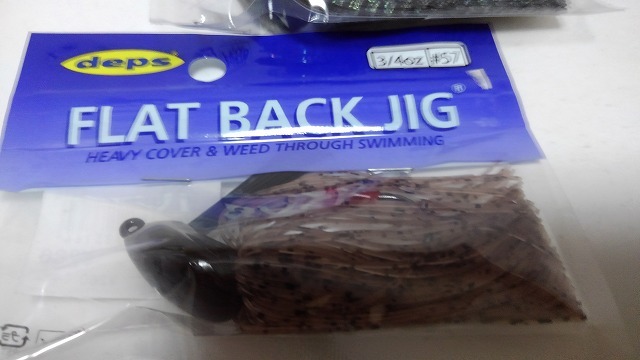 deps
3/4oz #57
FLAT BACK JIG®
HEAVY COVER & WEED THROUGH SWIMMING